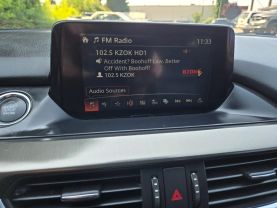 FM Radio 11:33
102.5 KZOK HD1
Accident? Boohoff Law. Better
Off With Boohoff!
102.5 KZOK
KZOK
Audio Sources